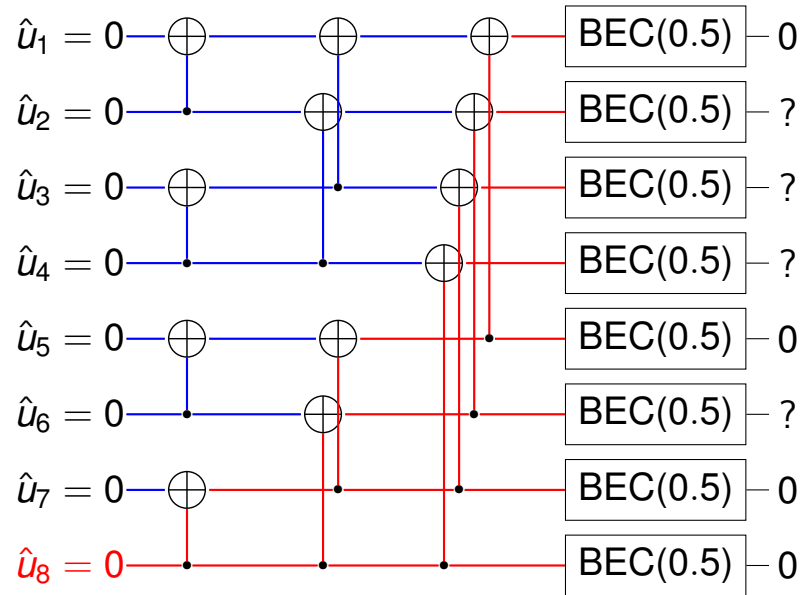 û₁ = 0 BEC(0.5) 0
û₂ = 0 BEC(0.5) ?
û₃ = 0 BEC(0.5) ?
û₄ = 0 BEC(0.5) ?
û₅ = 0 BEC(0.5) 0
û₆ = 0 BEC(0.5) ?
û₇ = 0 BEC(0.5) 0
û₈ = 0 BEC(0.5) 0